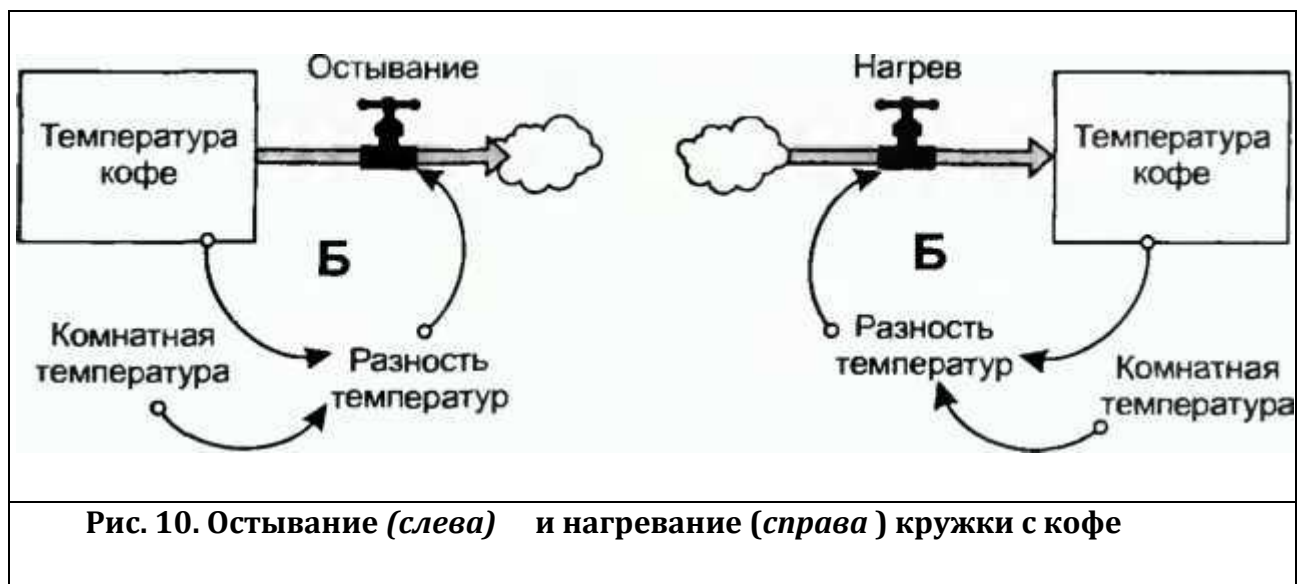 Остывание
Температура
кофе
Б
Комнатная
температура
Разность
температур
Нагрев
Температура
кофе
Б
Разность
температур
Комнатная
температура
Рис. 10. Остывание (слева) и нагревание (справа ) кружки с кофе